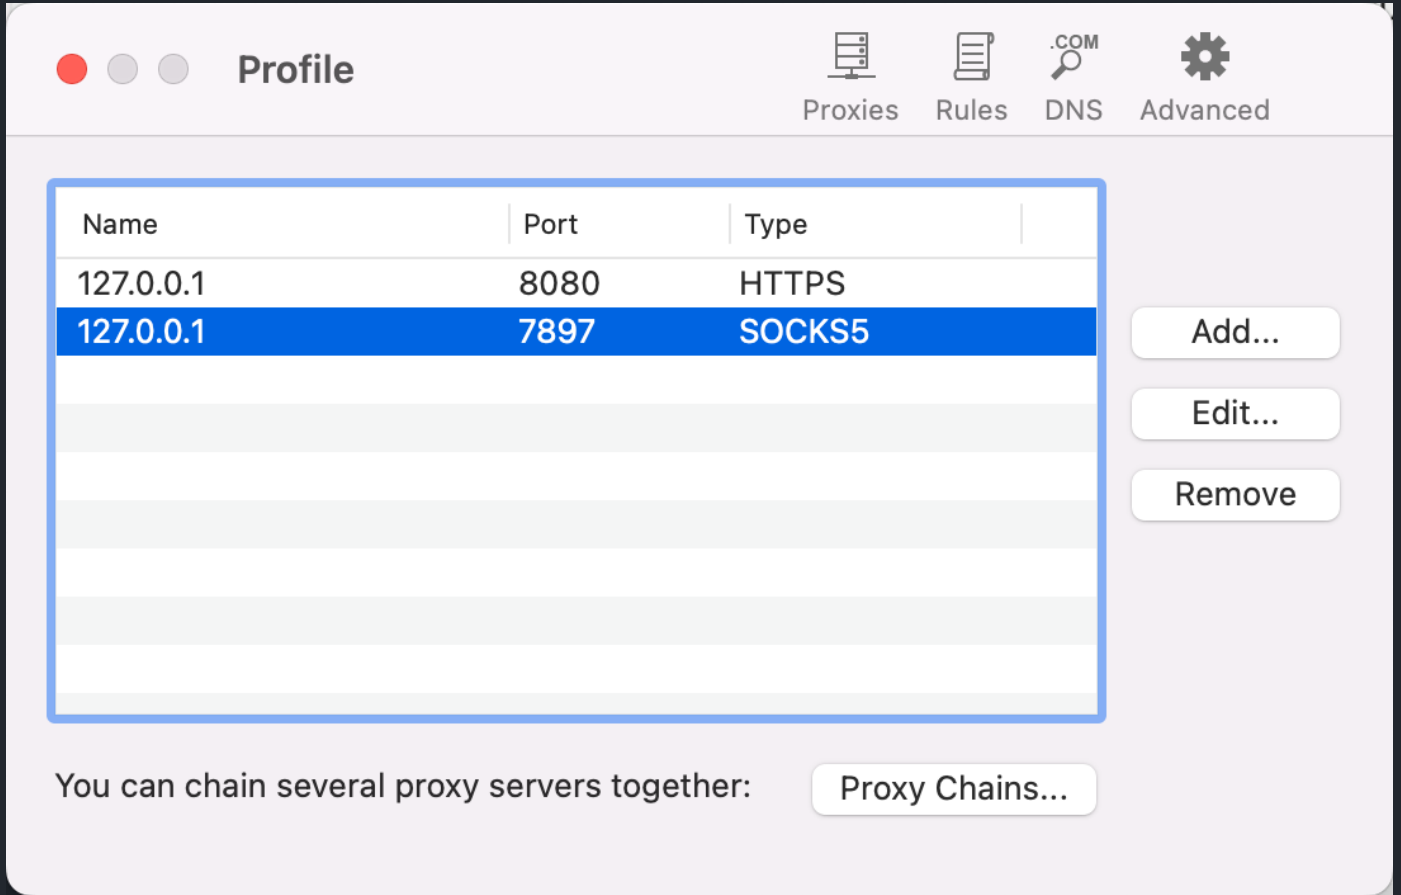 Profile
.COM
Proxies Rules DNS Advanced
Name Port Type
127.0.0.1 8080 HTTPS
127.0.0.1 7897 SOCKS5
Add...
Edit...
Remove
You can chain several proxy servers together: Proxy Chains...